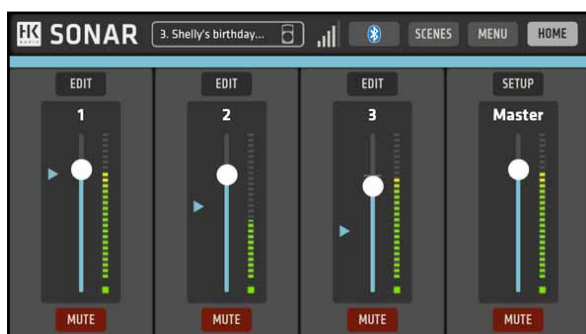 HK AUDIO SONAR 3. Shelly's birthday... SCENES MENU HOME
EDIT EDIT EDIT SETUP
1 2 3 Master
MUTE MUTE MUTE MUTE